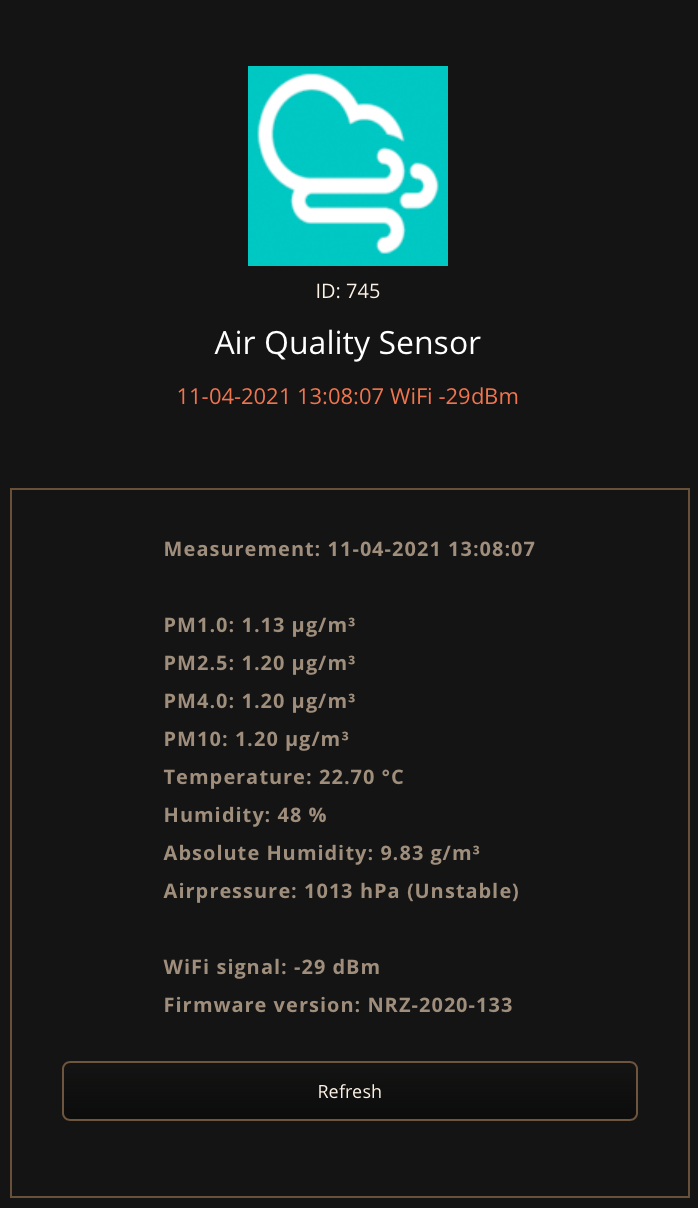 ID: 745
Air Quality Sensor
11-04-2021 13:08:07 WiFi -29dBm
Measurement: 11-04-2021 13:08:07
PM1.0: 1.13 µg/m³
PM2.5: 1.20 µg/m³
PM4.0: 1.20 µg/m³
PM10: 1.20 µg/m³
Temperature: 22.70 °C
Humidity: 48 %
Absolute Humidity: 9.83 g/m³
Airpressure: 1013 hPa (Unstable)
WiFi signal: -29 dBm
Firmware version: NRZ-2020-133
Refresh